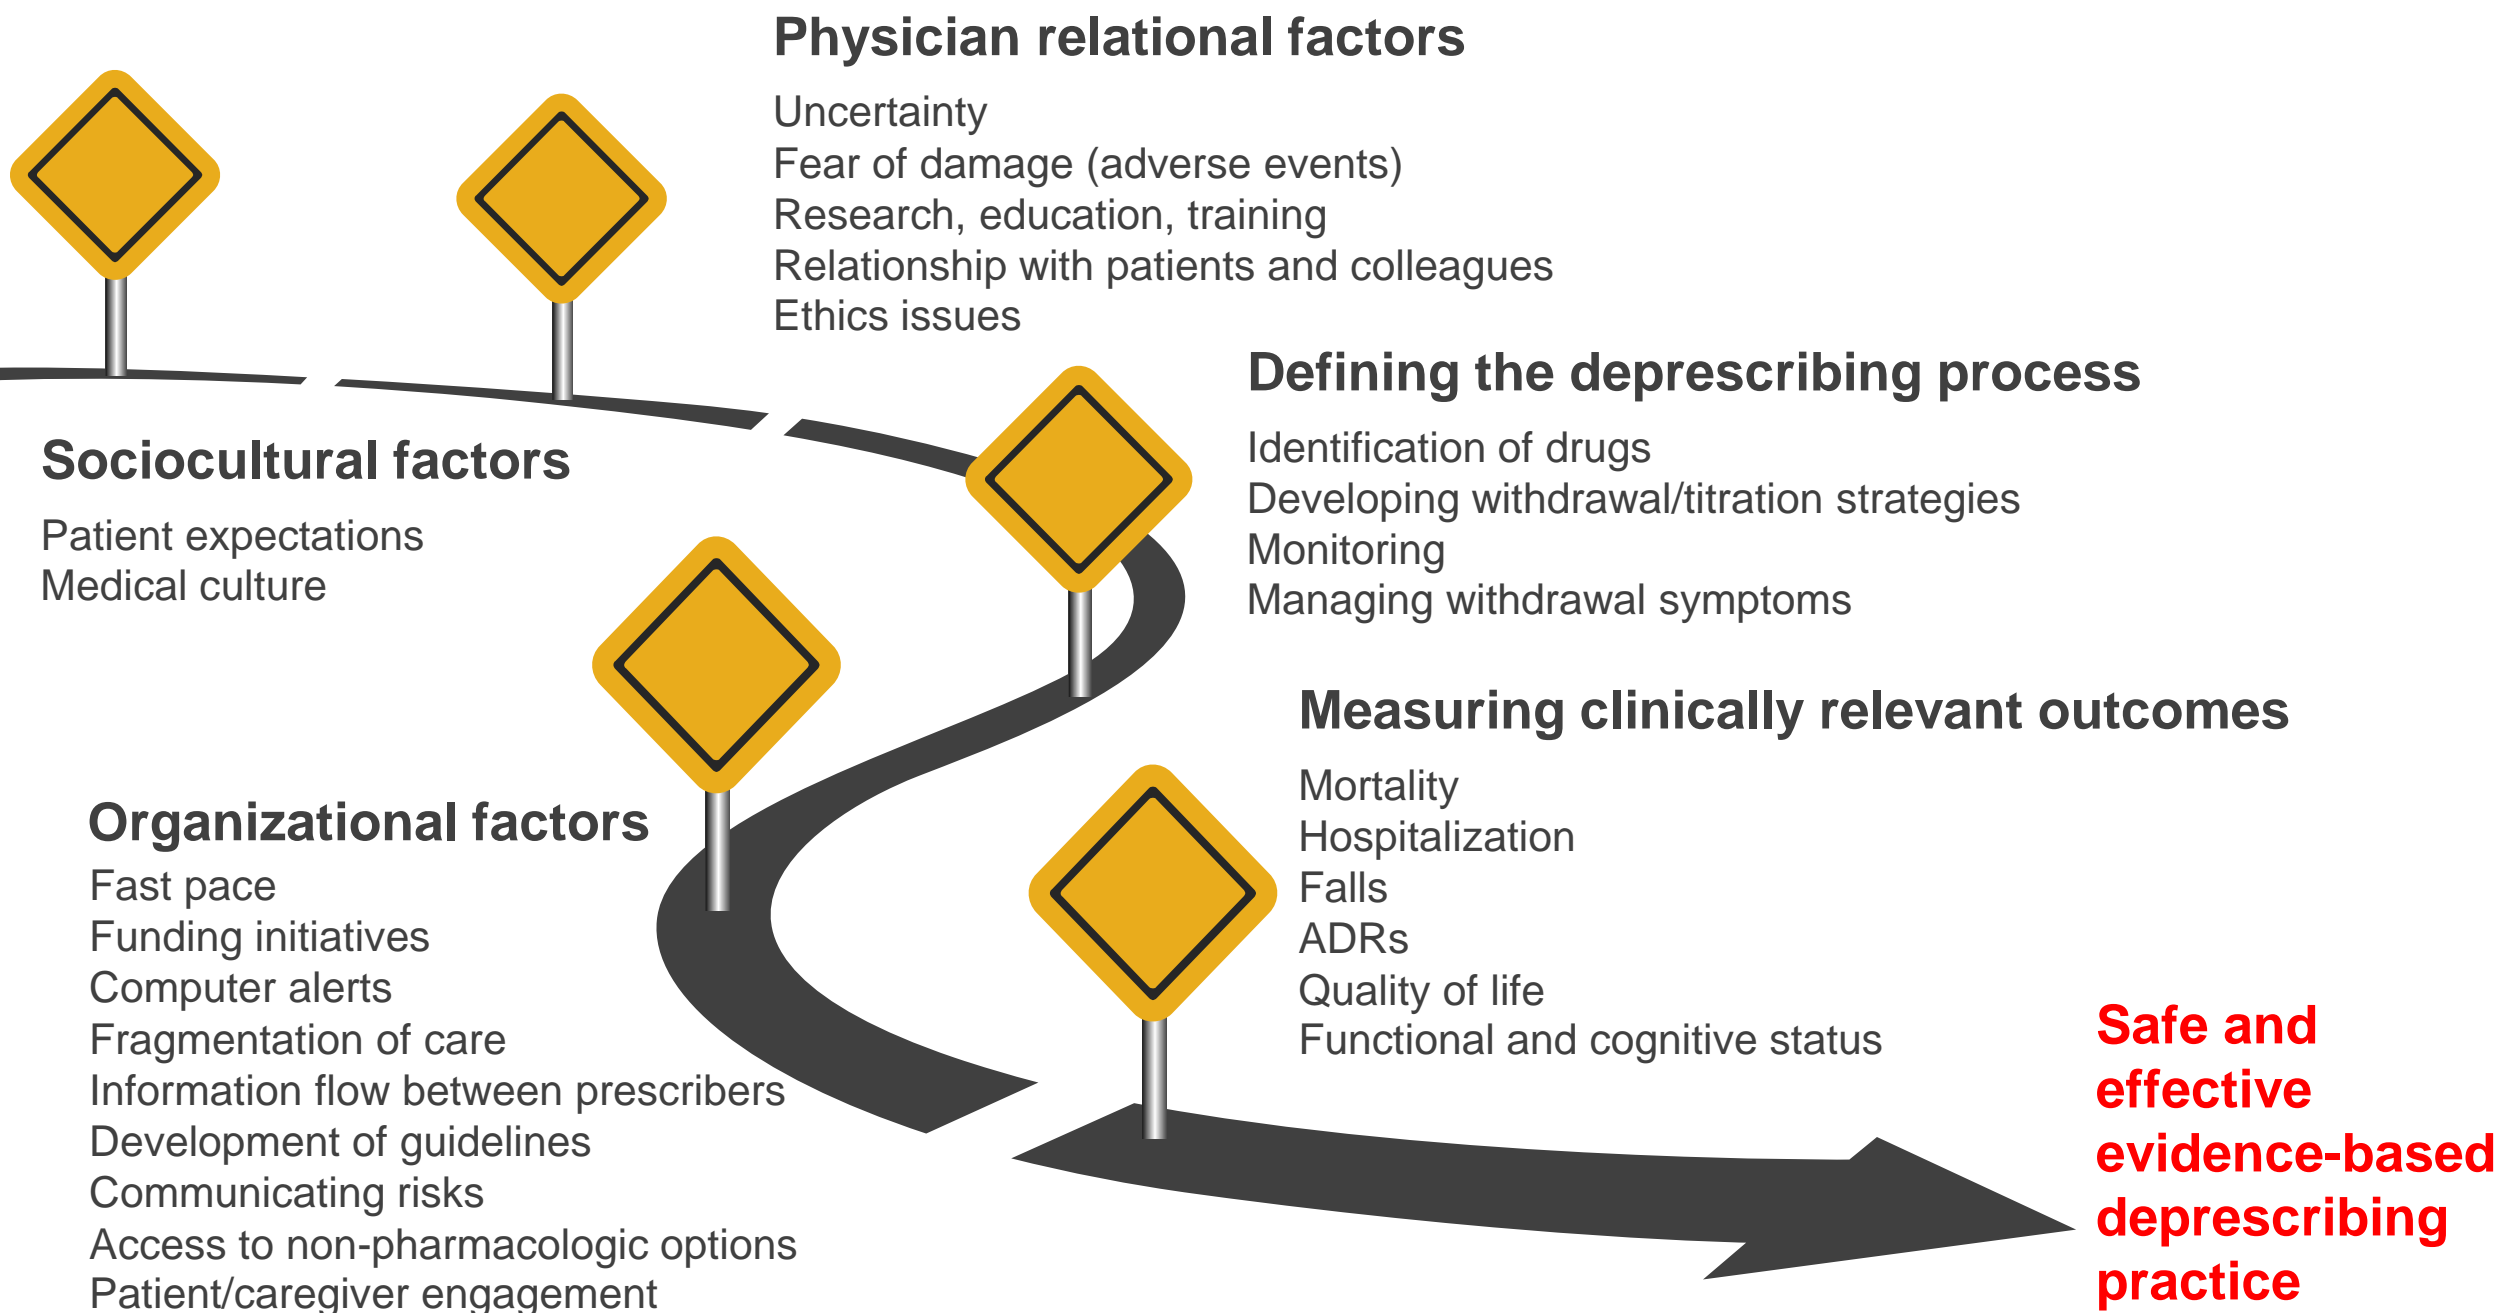 Physician relational factors
Uncertainty
Fear of damage (adverse events)
Research, education, training
Relationship with patients and colleagues
Ethics issues
Sociocultural factors
Patient expectations
Medical culture
Defining the deprescribing process
Identification of drugs
Developing withdrawal/titration strategies
Monitoring
Managing withdrawal symptoms
Organizational factors
Fast pace
Funding initiatives
Computer alerts
Fragmentation of care
Information flow between prescribers
Development of guidelines
Communicating risks
Access to non-pharmacologic options
Patient/caregiver engagement
Measuring clinically relevant outcomes
Mortality
Hospitalization
Falls
ADRs
Quality of life
Functional and cognitive status
Safe and
effective
evidence-based
deprescribing
practice